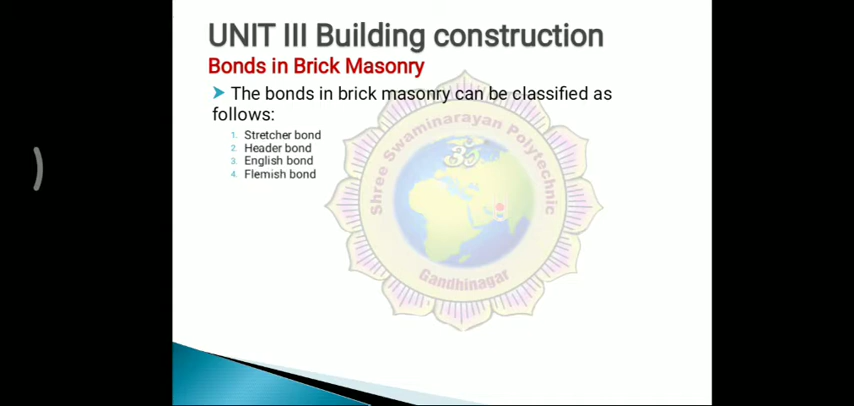 UNIT III Building construction
Bonds in Brick Masonry
➤ The bonds in brick masonry can be classified as
follows:
1. Stretcher bond
2. Header bond
3. English bond
4. Flemish bond
Shree Swaminarayan Polytechnic
ૐ
Gandhinagar